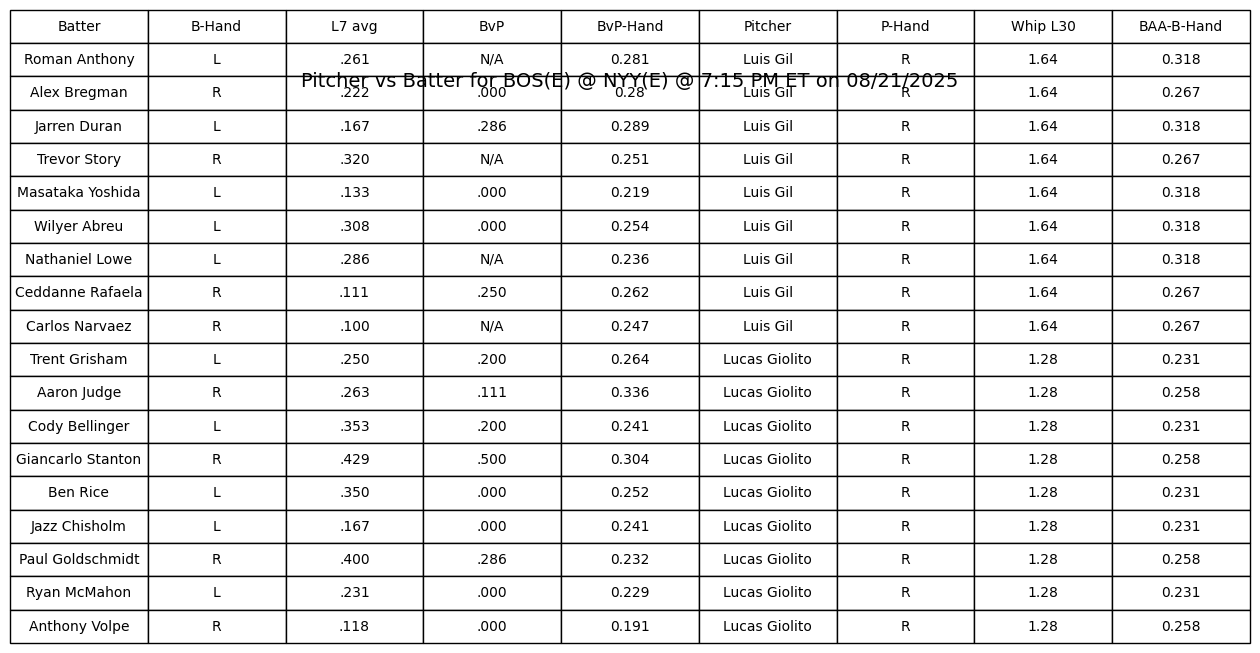 Batter B-Hand L7 avg BvP BvP-Hand Pitcher P-Hand Whip L30 BAA-B-Hand
Roman Anthony L .261 N/A 0.281 Luis Gil R 1.64 0.318
Pitcher vs Batter for BOS(E) @ NYY(E) @ 7:15 PM ET on 08/21/2025
Alex Bregman R .222 .000 0.28 Luis Gil R 1.64 0.267
Jarren Duran L .167 .286 0.289 Luis Gil R 1.64 0.318
Trevor Story R .320 N/A 0.251 Luis Gil R 1.64 0.267
Masataka Yoshida L .133 .000 0.219 Luis Gil R 1.64 0.318
Wilyer Abreu L .308 .000 0.254 Luis Gil R 1.64 0.318
Nathaniel Lowe L .286 N/A 0.236 Luis Gil R 1.64 0.318
Ceddanne Rafaela R .111 .250 0.262 Luis Gil R 1.64 0.267
Carlos Narvaez R .100 N/A 0.247 Luis Gil R 1.64 0.267
Trent Grisham L .250 .200 0.264 Lucas Giolito R 1.28 0.231
Aaron Judge R .263 .111 0.336 Lucas Giolito R 1.28 0.258
Cody Bellinger L .353 .200 0.241 Lucas Giolito R 1.28 0.231
Giancarlo Stanton R .429 .500 0.304 Lucas Giolito R 1.28 0.258
Ben Rice L .350 .000 0.252 Lucas Giolito R 1.28 0.231
Jazz Chisholm L .167 .000 0.241 Lucas Giolito R 1.28 0.231
Paul Goldschmidt R .400 .286 0.232 Lucas Giolito R 1.28 0.258
Ryan McMahon L .231 .000 0.229 Lucas Giolito R 1.28 0.231
Anthony Volpe R .118 .000 0.191 Lucas Giolito R 1.28 0.258